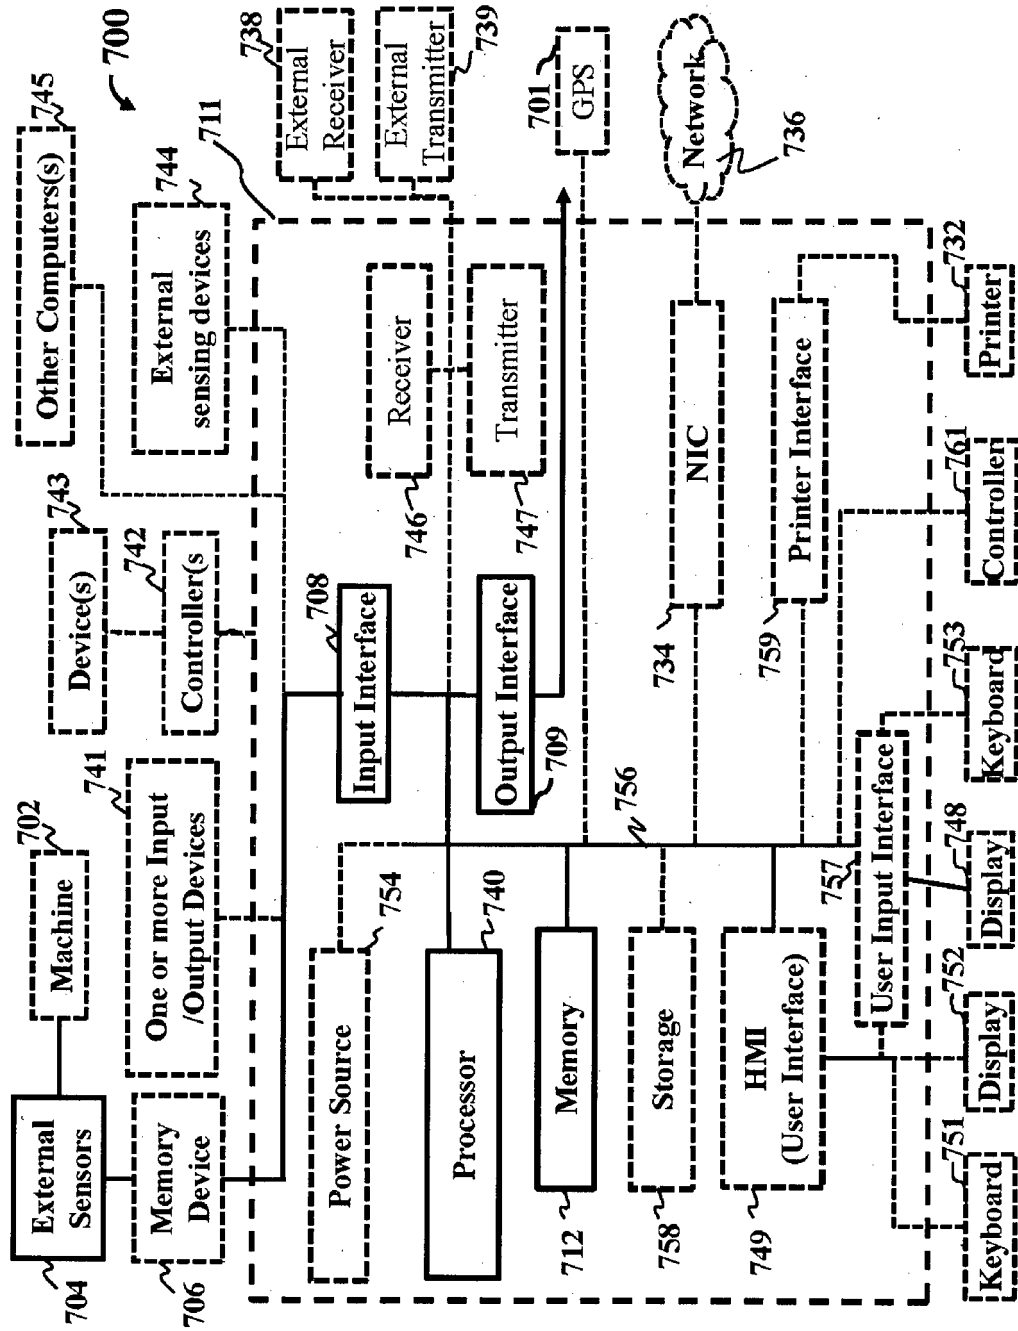 700
External
Sensors
704
Machine
702
Memory
Device
706
One or more Input
/Output Devices
741
Device(s)
743
Controller(s
742
Other Computers(s)
745
External
sensing devices
744
711
External
Receiver
738
External
Transmitter
739
GPS
701
Network
736
Power Source
754
Processor
740
Memory
712
Storage
758
HMI
(User Interface)
749
Input Interface
708
Output Interface
709
Receiver
746
Transmitter
747
756
NIC
734
Printer Interface
759
User Input Interface
757
Keyboard
751
Display
752
Display
748
Keyboard
753
Controller
761
Printer
732